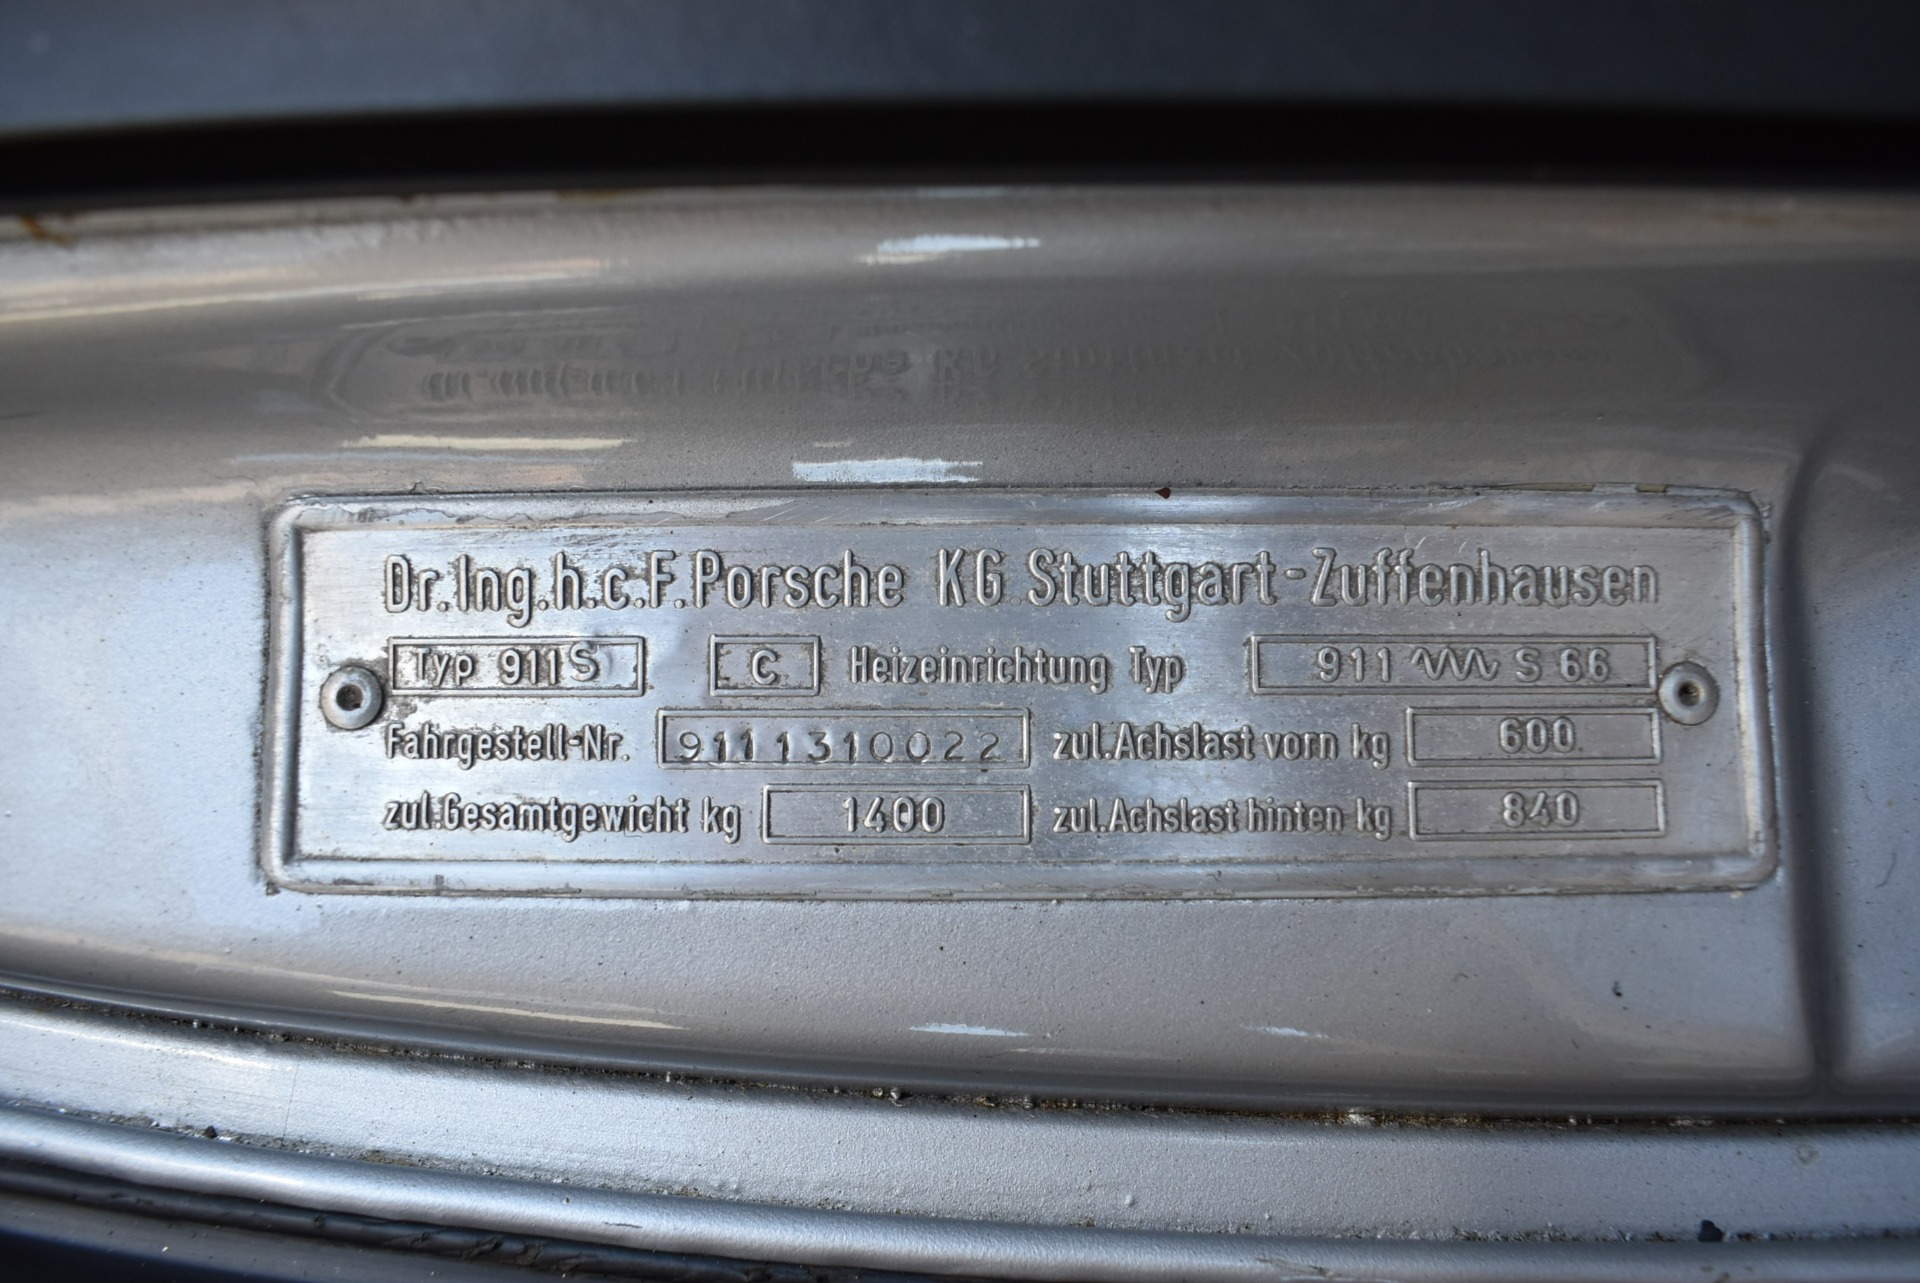 Dr.Ing.h.c.F.Porsche KG.Stuttgart-Zuffenhausen
Typ 911S C Heizeinrichtung Typ 911 S 66
Fahrgestell-Nr. 9111310022 zul.Achslast vorn kg 600
zul.Gesamtgewicht kg 1400 zul.Achslast hinten kg 840